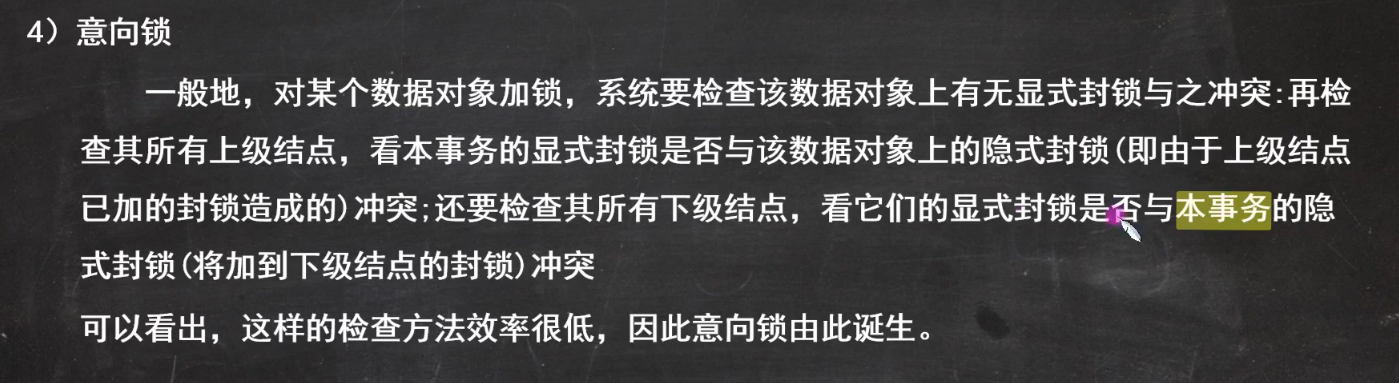 4）意向锁
一般地，对某个数据对象加锁，系统要检查该数据对象上有无显式封锁与之冲突:再检
查其所有上级结点，看本事务的显式封锁是否与该数据对象上的隐式封锁(即由于上级结点
已加的封锁造成的)冲突;还要检查其所有下级结点，看它们的显式封锁是否与本事务的隐
式封锁(将加到下级结点的封锁)冲突
可以看出，这样的检查方法效率很低，因此意向锁由此诞生。